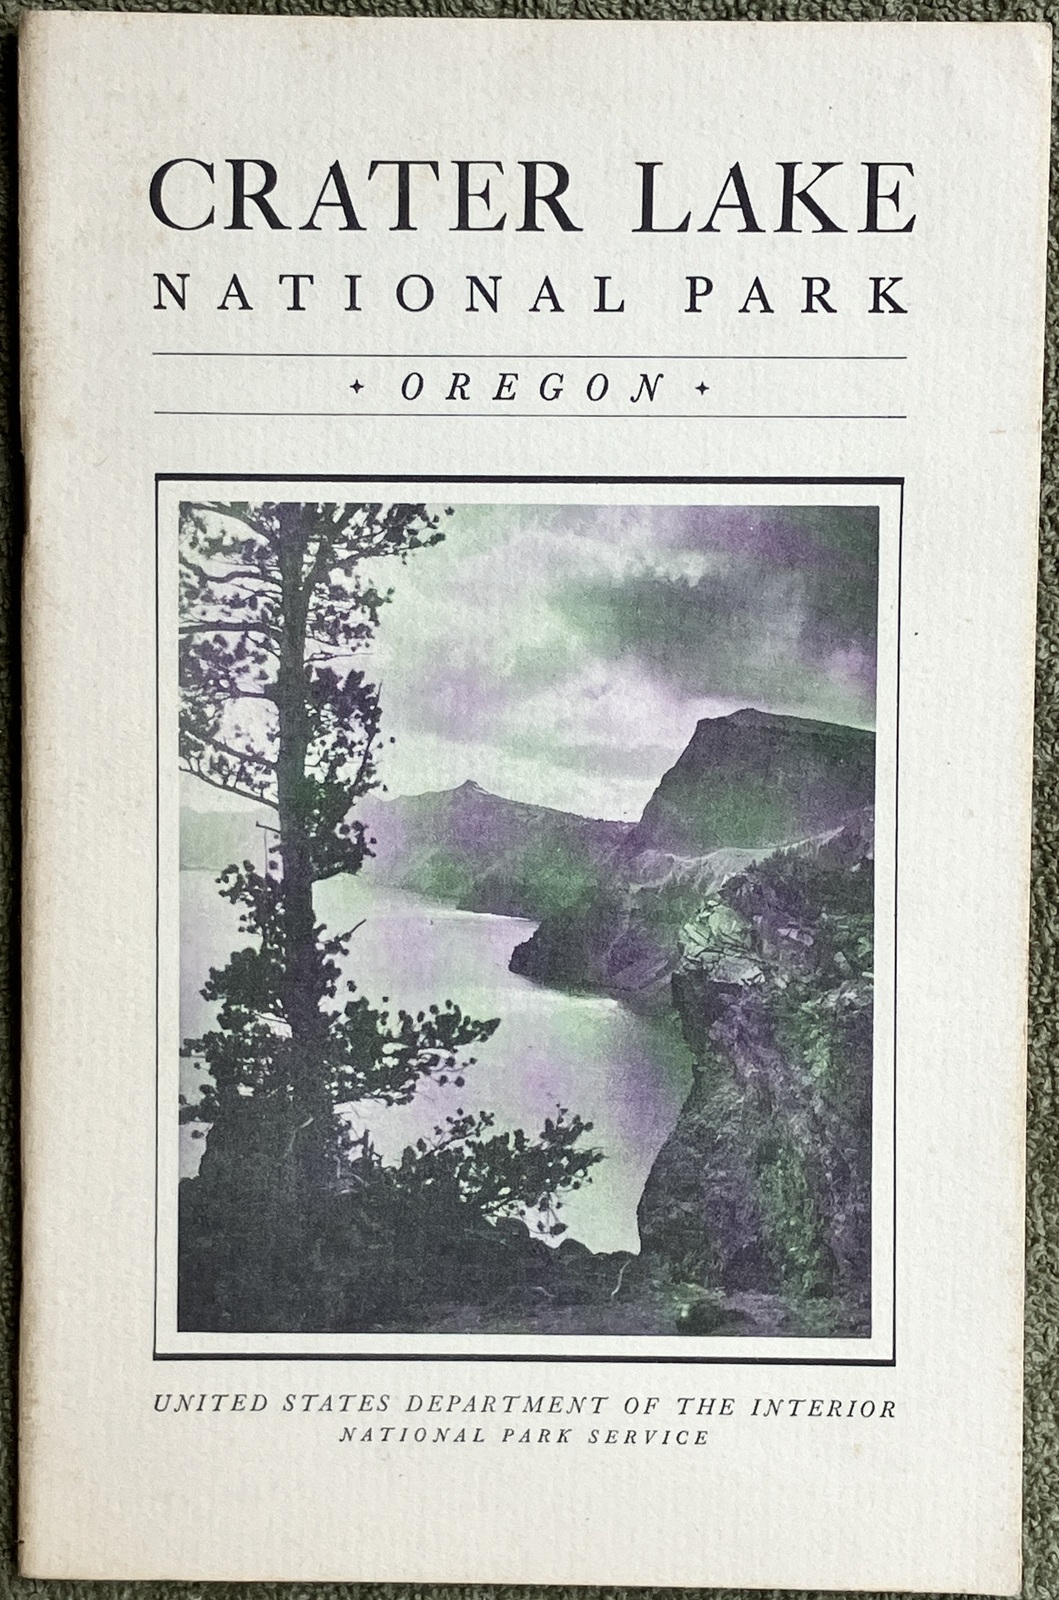 CRATER LAKE
NATIONAL PARK
OREGON
UNITED STATES DEPARTMENT OF THE INTERIOR
NATIONAL PARK SERVICE